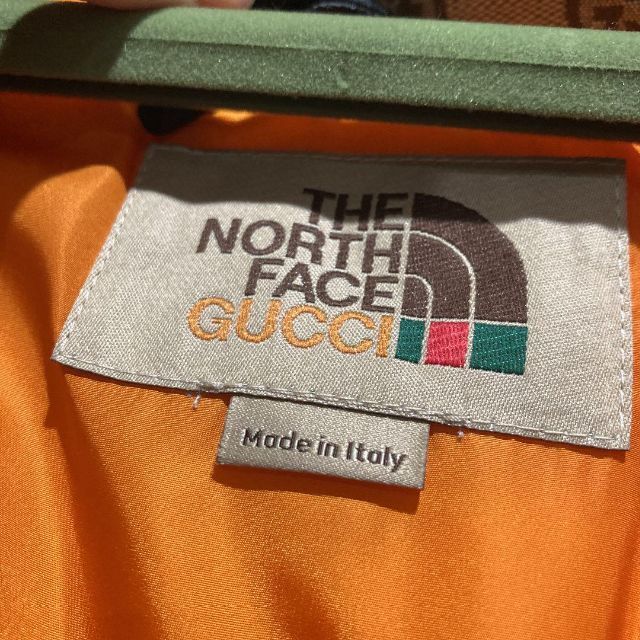 THE
NORTH
FACE
GUCCI
Made in Italy